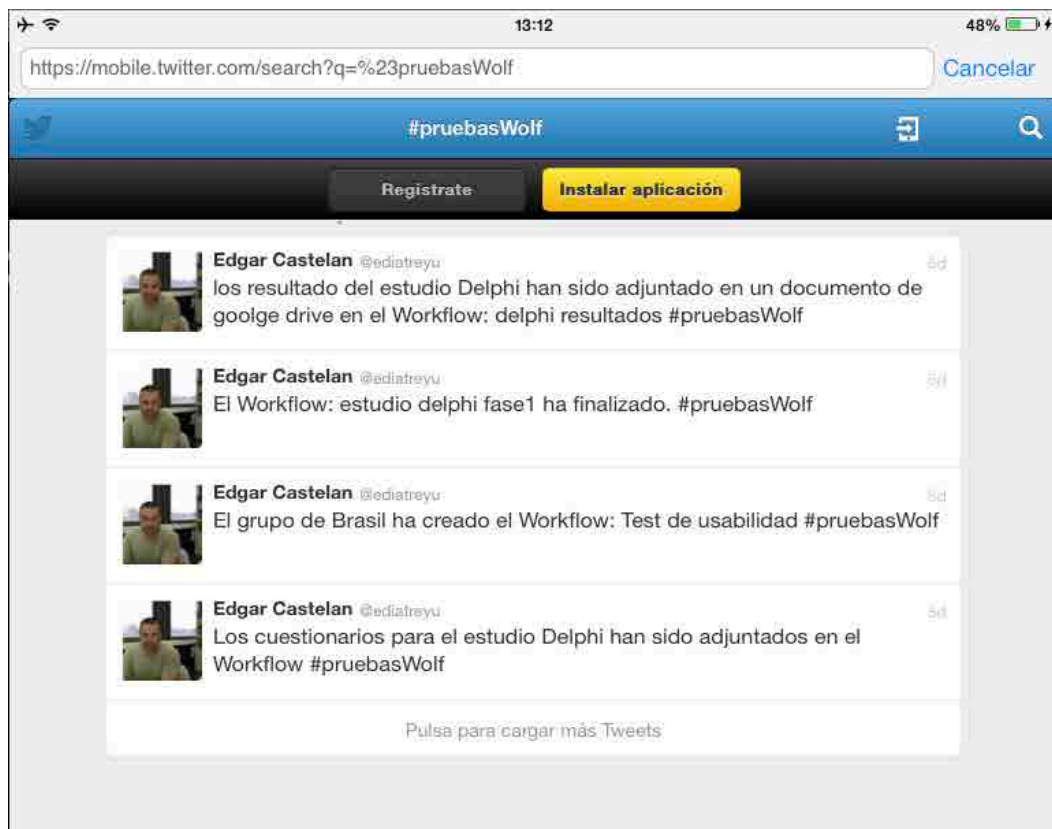 13:12
48%
https://mobile.twitter.com/search?q=%23pruebasWolf
Cancelar
#pruebasWolf
Regístrate
Instalar aplicación
Edgar Castelan @ediatreyu
los resultado del estudio Delphi han sido adjuntado en un documento de
goolge drive en el Workflow: delphi resultados #pruebasWolf
Edgar Castelan @ediatreyu
El Workflow: estudio delphi fase1 ha finalizado. #pruebasWolf
Edgar Castelan @ediatreyu
El grupo de Brasil ha creado el Workflow: Test de usabilidad #pruebasWolf
Edgar Castelan @ediatreyu
Los cuestionarios para el estudio Delphi han sido adjuntados en el
Workflow #pruebasWolf
Pulsa para cargar más Tweets